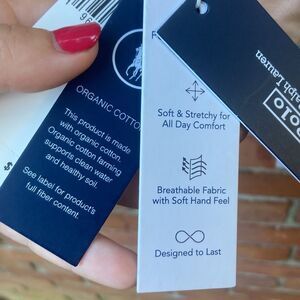 ORGANIC COTTO
This product is made
with organic cotton.
Organic cotton farming
supports clean water
and healthy soil.
See label for product's
full fiber content.
Soft & Stretchy for
All Day Comfort
Breathable Fabric
with Soft Hand Feel
Designed to Last
olo
Ralph Lauren